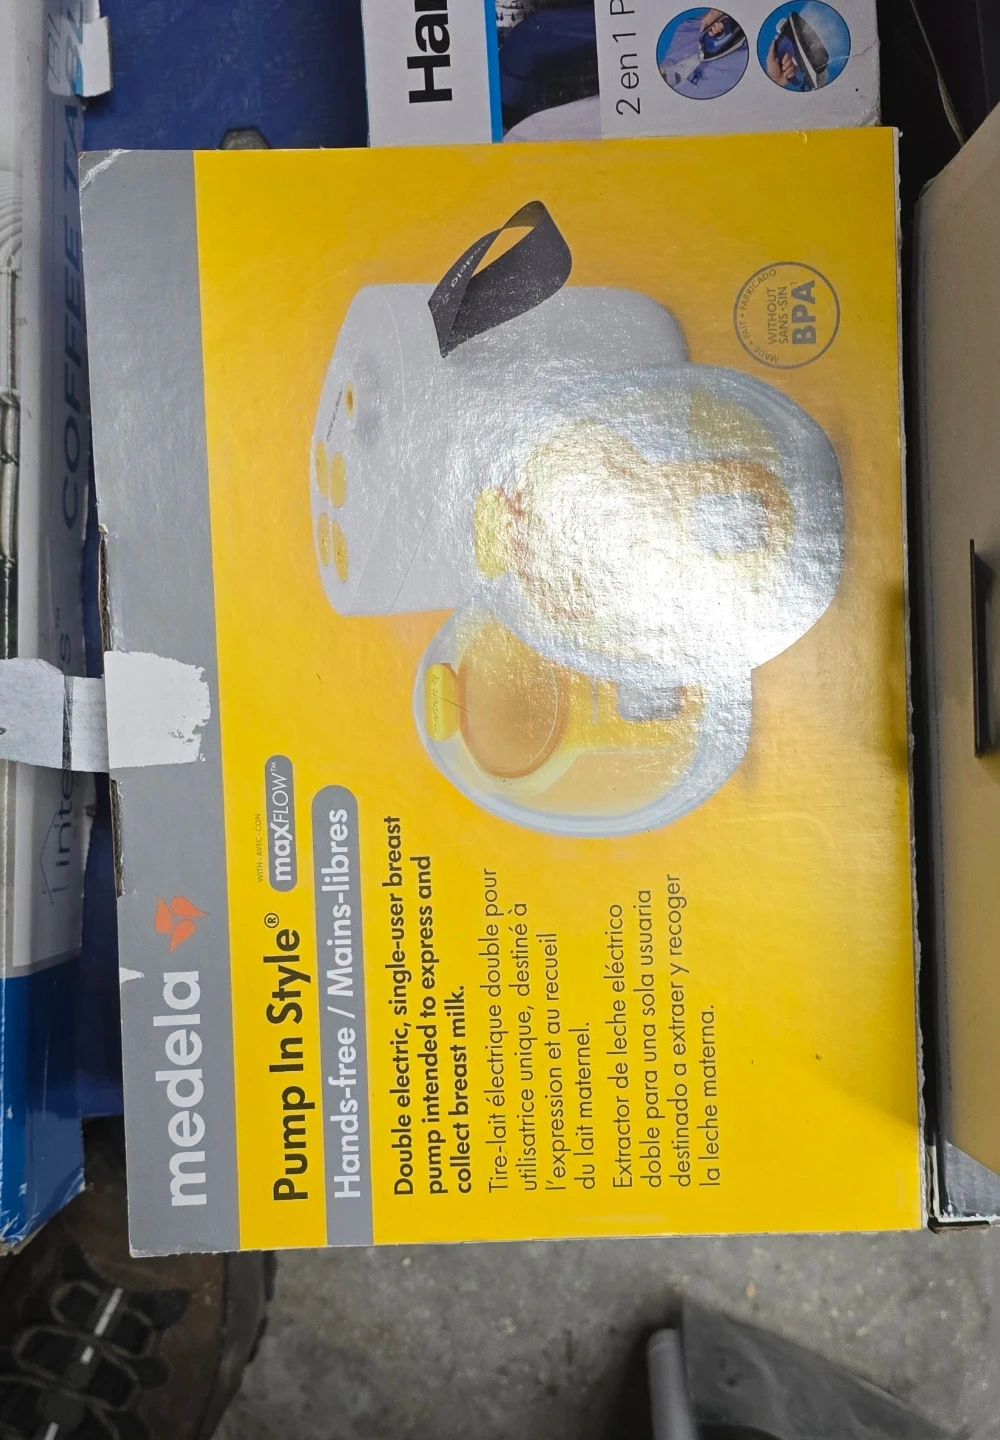 medela
Pump In Style®
WITH · AVEC · CON
maxFLOW™
Hands-free / Mains-libres
Double electric, single-user breast
pump intended to express and
collect breast milk.
Tire-lait électrique double pour
utilisatrice unique, destiné à
l'expression et au recueil
du lait maternel.
Extractor de leche eléctrico
doble para una sola usuaria
destinado a extraer y recoger
la leche materna.
MADE • FAIT • FABRICADO
WITHOUT
SANS · SIN
BPA
medela
COFFEE TABLE
Ha
2 en 1 P